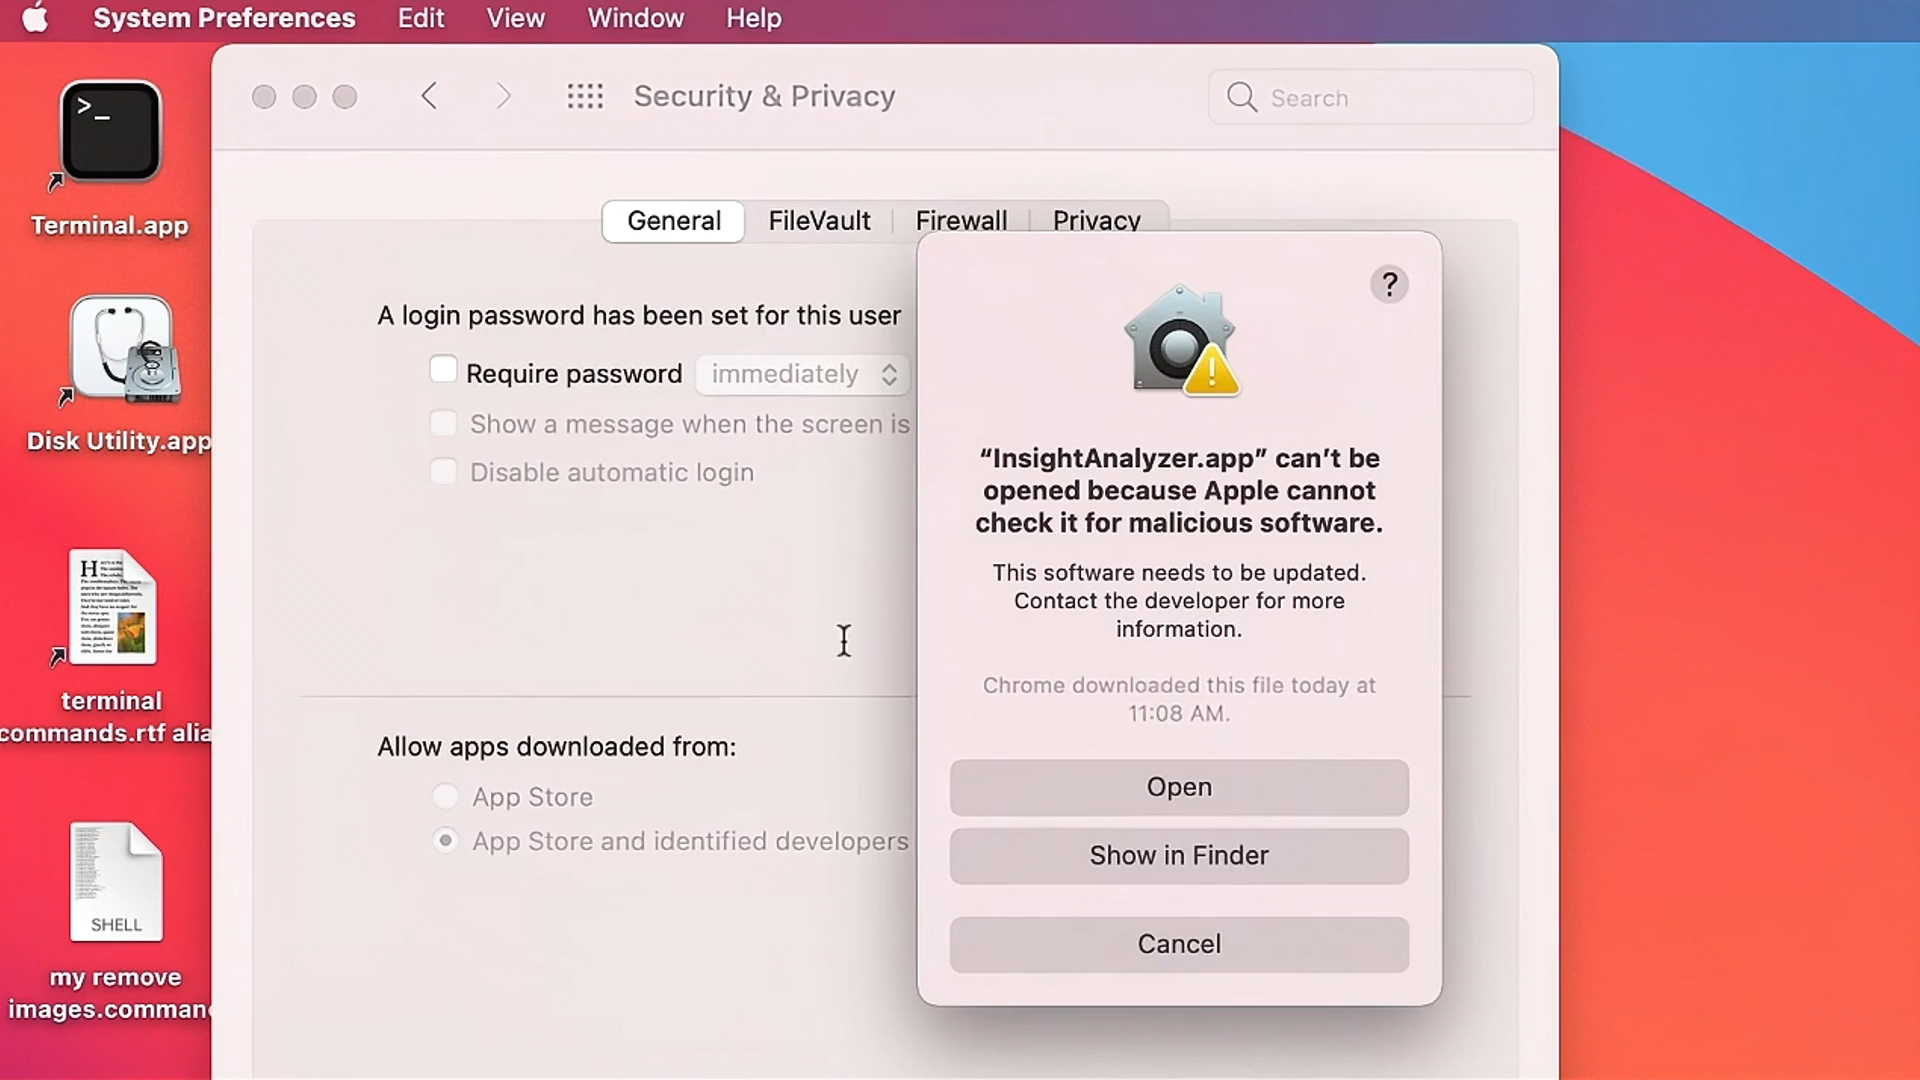 System Preferences Edit View Window Help
Security & Privacy
Search
>_
Terminal.app
Disk Utility.app
H
terminal
commands.rtf alia
SHELL
my remove
images.comman
General FileVault Firewall Privacy
A login password has been set for this user
Require password immediately
Show a message when the screen is
Disable automatic login
Allow apps downloaded from:
App Store
App Store and identified developers
?
“InsightAnalyzer.app” can’t be
opened because Apple cannot
check it for malicious software.
This software needs to be updated.
Contact the developer for more
information.
Chrome downloaded this file today at
11:08 AM.
Open
Show in Finder
Cancel